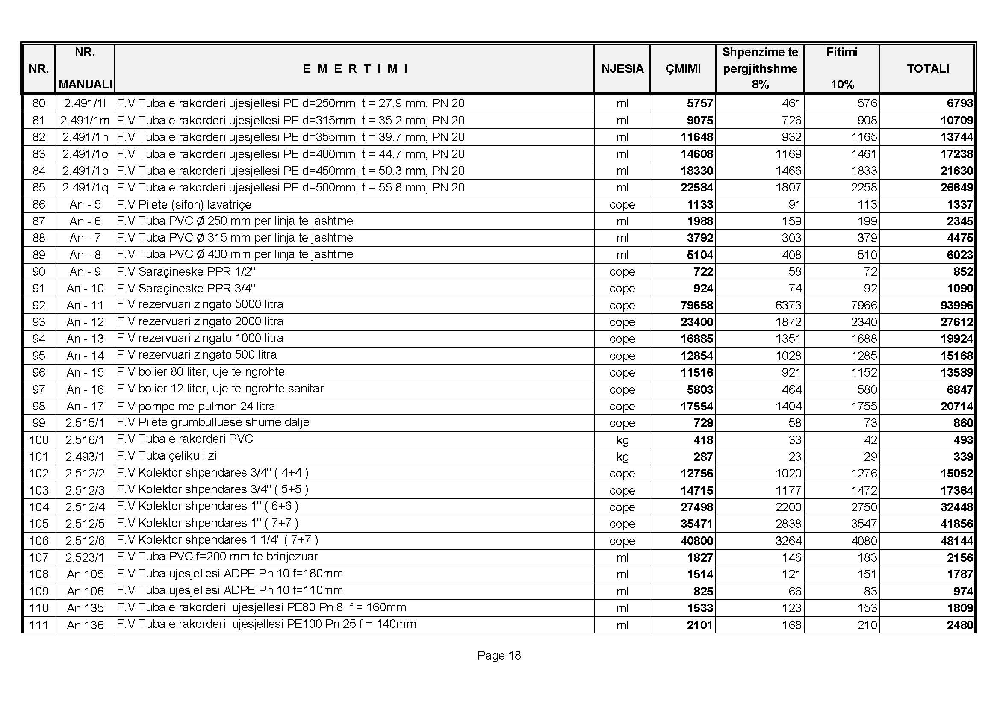 NR. NR. MANUALI E M E R T I M I NJESIA ÇMIMI Shpenzime te pergjithshme 8% Fitimi 10% TOTALI
80 2.491/1l F.V Tuba e rakorderi ujesjellesi PE d=250mm, t = 27.9 mm, PN 20 ml 5757 461 576 6793
81 2.491/1m F.V Tuba e rakorderi ujesjellesi PE d=315mm, t = 35.2 mm, PN 20 ml 9075 726 908 10709
82 2.491/1n F.V Tuba e rakorderi ujesjellesi PE d=355mm, t = 39.7 mm, PN 20 ml 11648 932 1165 13744
83 2.491/1o F.V Tuba e rakorderi ujesjellesi PE d=400mm, t = 44.7 mm, PN 20 ml 14608 1169 1461 17238
84 2.491/1p F.V Tuba e rakorderi ujesjellesi PE d=450mm, t = 50.3 mm, PN 20 ml 18330 1466 1833 21630
85 2.491/1q F.V Tuba e rakorderi ujesjellesi PE d=500mm, t = 55.8 mm, PN 20 ml 22584 1807 2258 26649
86 An - 5 F.V Pilete (sifon) lavatriçe cope 1133 91 113 1337
87 An - 6 F.V Tuba PVC Ø 250 mm per linja te jashtme ml 1988 159 199 2345
88 An - 7 F.V Tuba PVC Ø 315 mm per linja te jashtme ml 3792 303 379 4475
89 An - 8 F.V Tuba PVC Ø 400 mm per linja te jashtme ml 5104 408 510 6023
90 An - 9 F.V Saraçineske PPR 1/2" cope 722 58 72 852
91 An - 10 F.V Saraçineske PPR 3/4" cope 924 74 92 1090
92 An - 11 F V rezervuari zingato 5000 litra cope 79658 6373 7966 93996
93 An - 12 F V rezervuari zingato 2000 litra cope 23400 1872 2340 27612
94 An - 13 F V rezervuari zingato 1000 litra cope 16885 1351 1688 19924
95 An - 14 F V rezervuari zingato 500 litra cope 12854 1028 1285 15168
96 An - 15 F V bolier 80 liter, uje te ngrohte cope 11516 921 1152 13589
97 An - 16 F V bolier 12 liter, uje te ngrohte sanitar cope 5803 464 580 6847
98 An - 17 F V pompe me pulmon 24 litra cope 17554 1404 1755 20714
99 2.515/1 F.V Pilete grumbulluese shume dalje cope 729 58 73 860
100 2.516/1 F.V Tuba e rakorderi PVC kg 418 33 42 493
101 2.493/1 F.V Tuba çeliku i zi kg 287 23 29 339
102 2.512/2 F.V Kolektor shpendares 3/4" ( 4+4 ) cope 12756 1020 1276 15052
103 2.512/3 F.V Kolektor shpendares 3/4" ( 5+5 ) cope 14715 1177 1472 17364
104 2.512/4 F.V Kolektor shpendares 1" ( 6+6 ) cope 27498 2200 2750 32448
105 2.512/5 F.V Kolektor shpendares 1" ( 7+7 ) cope 35471 2838 3547 41856
106 2.512/6 F.V Kolektor shpendares 1 1/4" ( 7+7 ) cope 40800 3264 4080 48144
107 2.523/1 F.V Tuba PVC f=200 mm te brinjezuar ml 1827 146 183 2156
108 An 105 F.V Tuba ujesjellesi ADPE Pn 10 f=180mm ml 1514 121 151 1787
109 An 106 F.V Tuba ujesjellesi ADPE Pn 10 f=110mm ml 825 66 83 974
110 An 135 F.V Tuba e rakorderi ujesjellesi PE80 Pn 8 f = 160mm ml 1533 123 153 1809
111 An 136 F.V Tuba e rakorderi ujesjellesi PE100 Pn 25 f = 140mm ml 2101 168 210 2480
Page 18